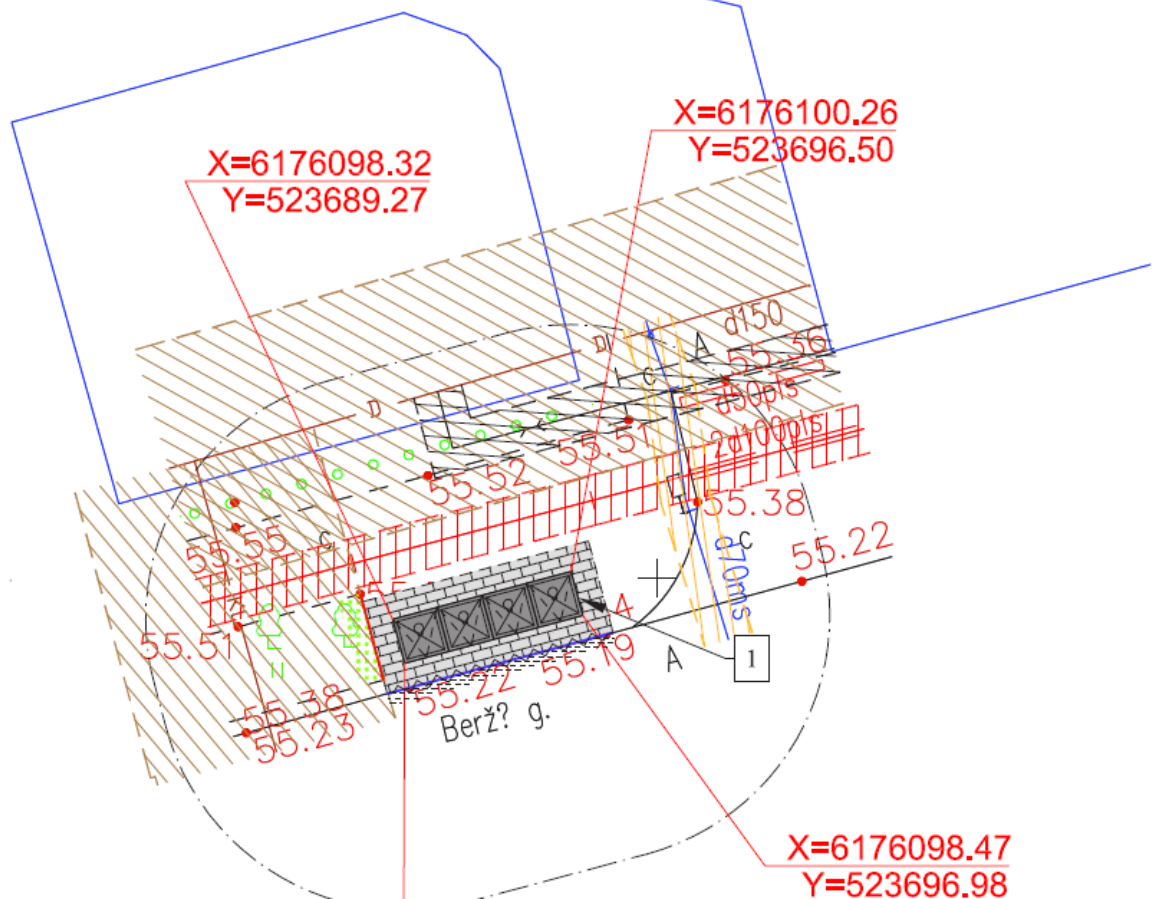 X=6176100.26
Y=523696.50
X=6176098.32
Y=523689.27
d150
A
D
55.36
C
D
d50pls
55.51
2d100pls
55.52
55.38
55.55
C
c
55.22
d70ms
55.51
4
1
A
55.19
55.22
55.38
55.23
Berž? g.
X=6176098.47
Y=523696.98